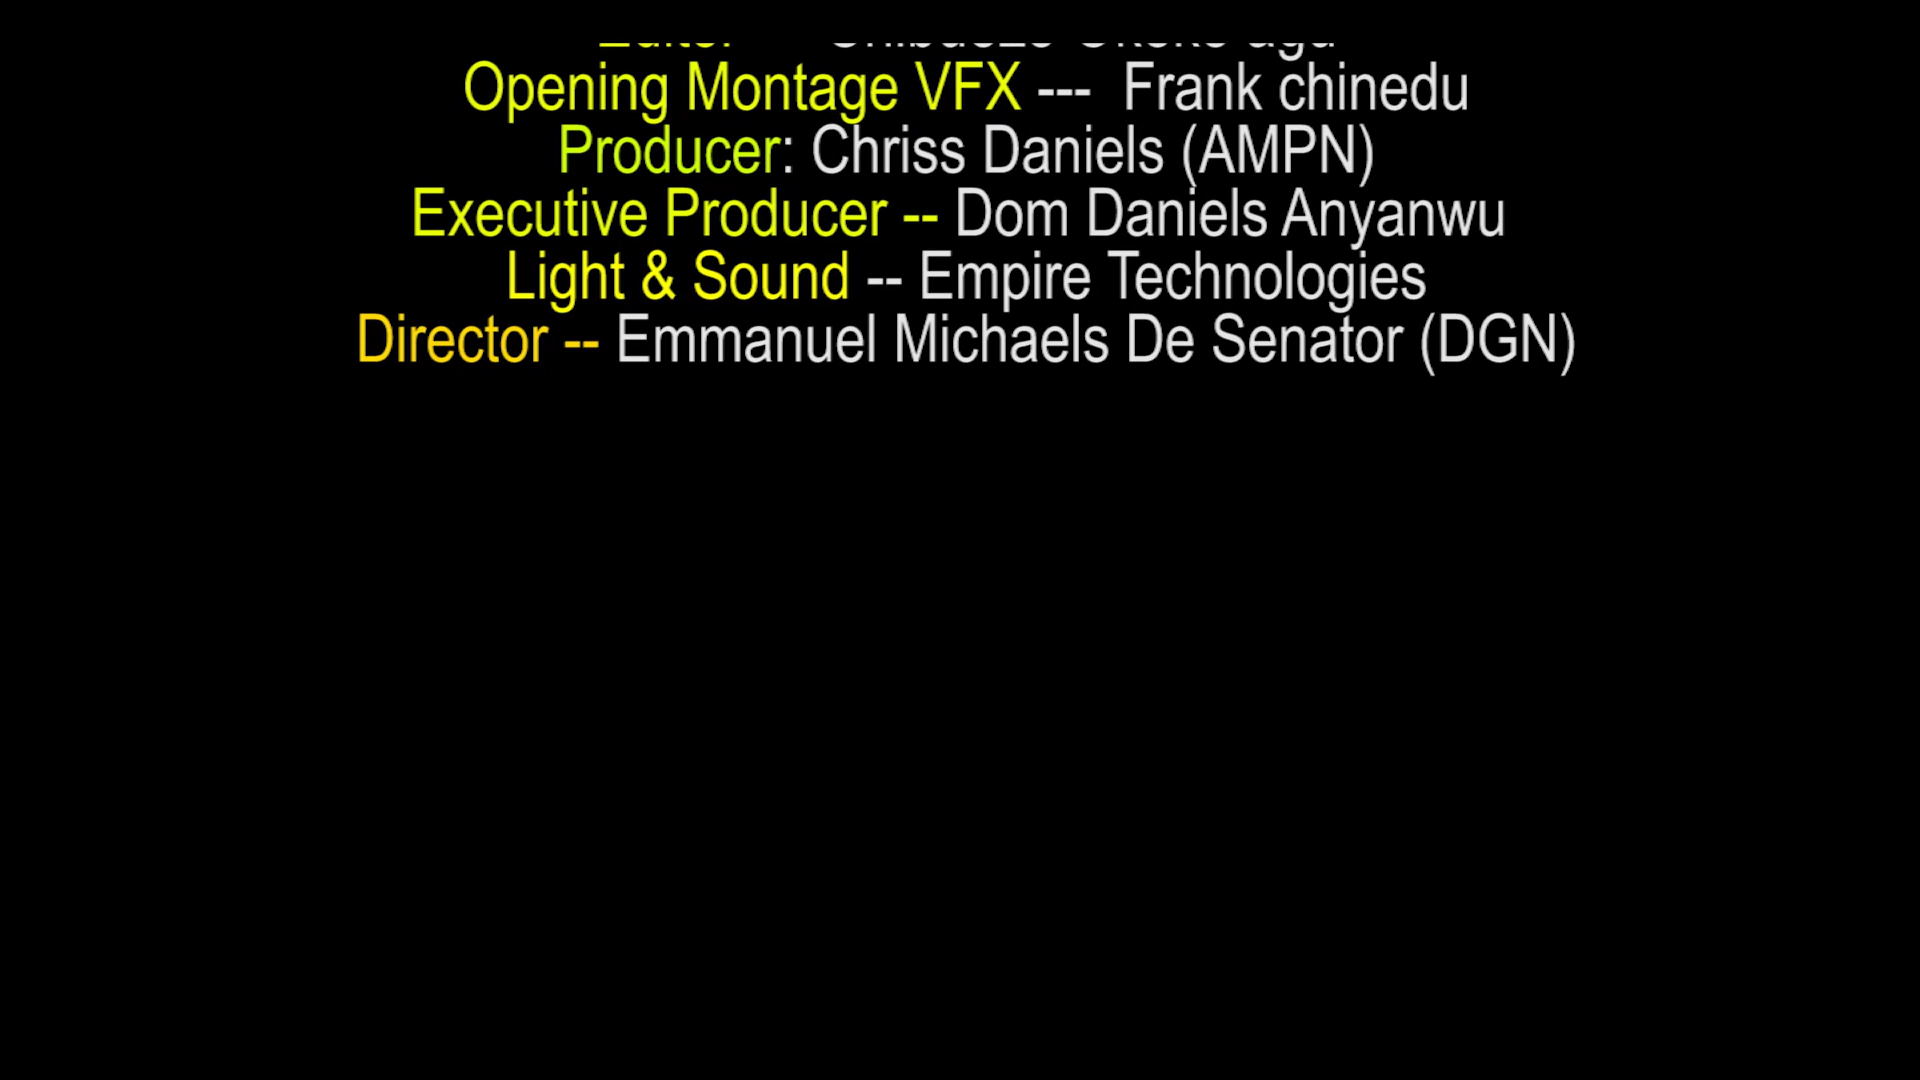 Editor
Opening Montage VFX --- Frank chinedu
Producer: Chriss Daniels (AMPN)
Executive Producer -- Dom Daniels Anyanwu
Light & Sound -- Empire Technologies
Director -- Emmanuel Michaels De Senator (DGN)